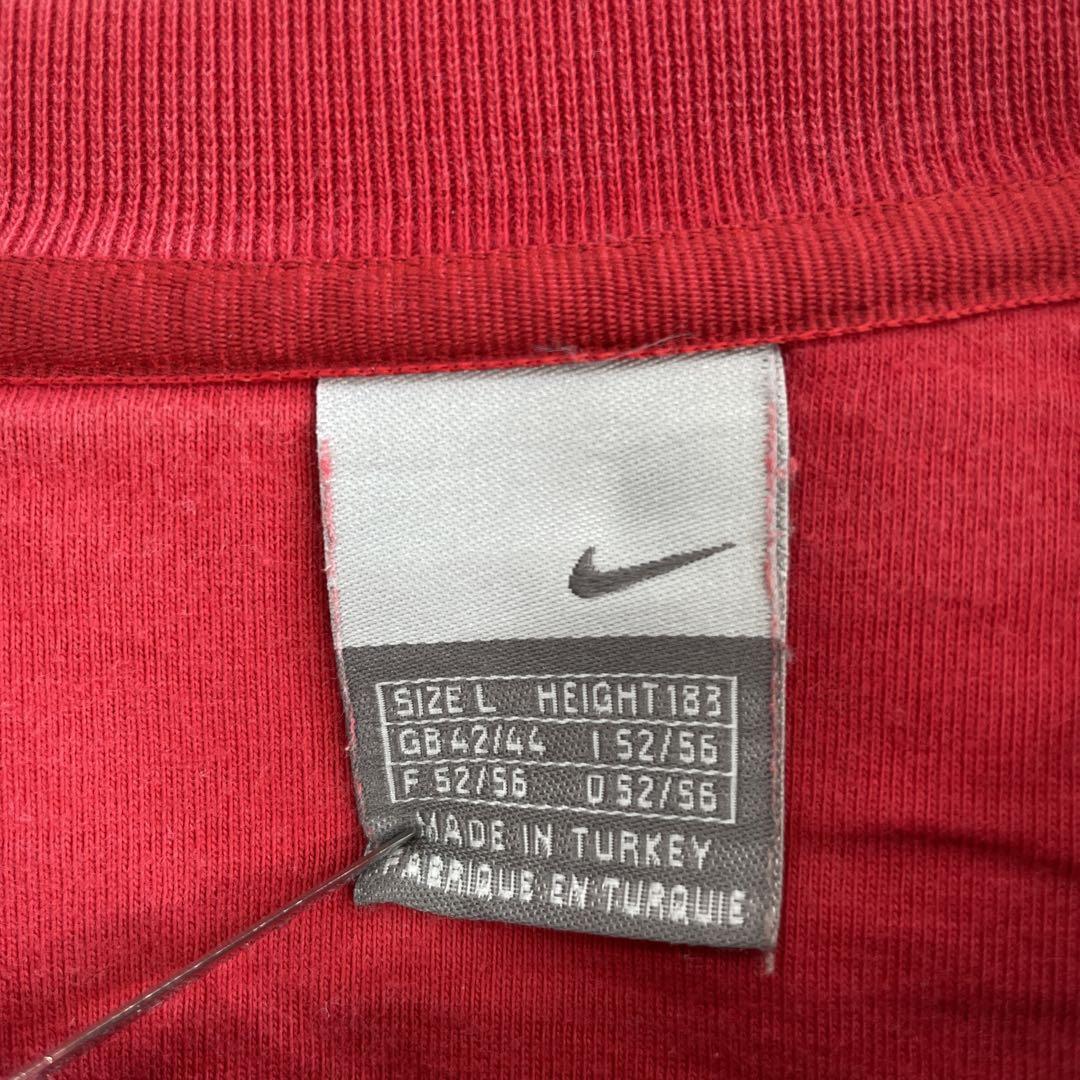 SIZE L HEIGHT 183
GB 42/44 I 52/56
F 52/56 D 52/56
MADE IN TURKEY
FABRIQUE EN TURQUIE